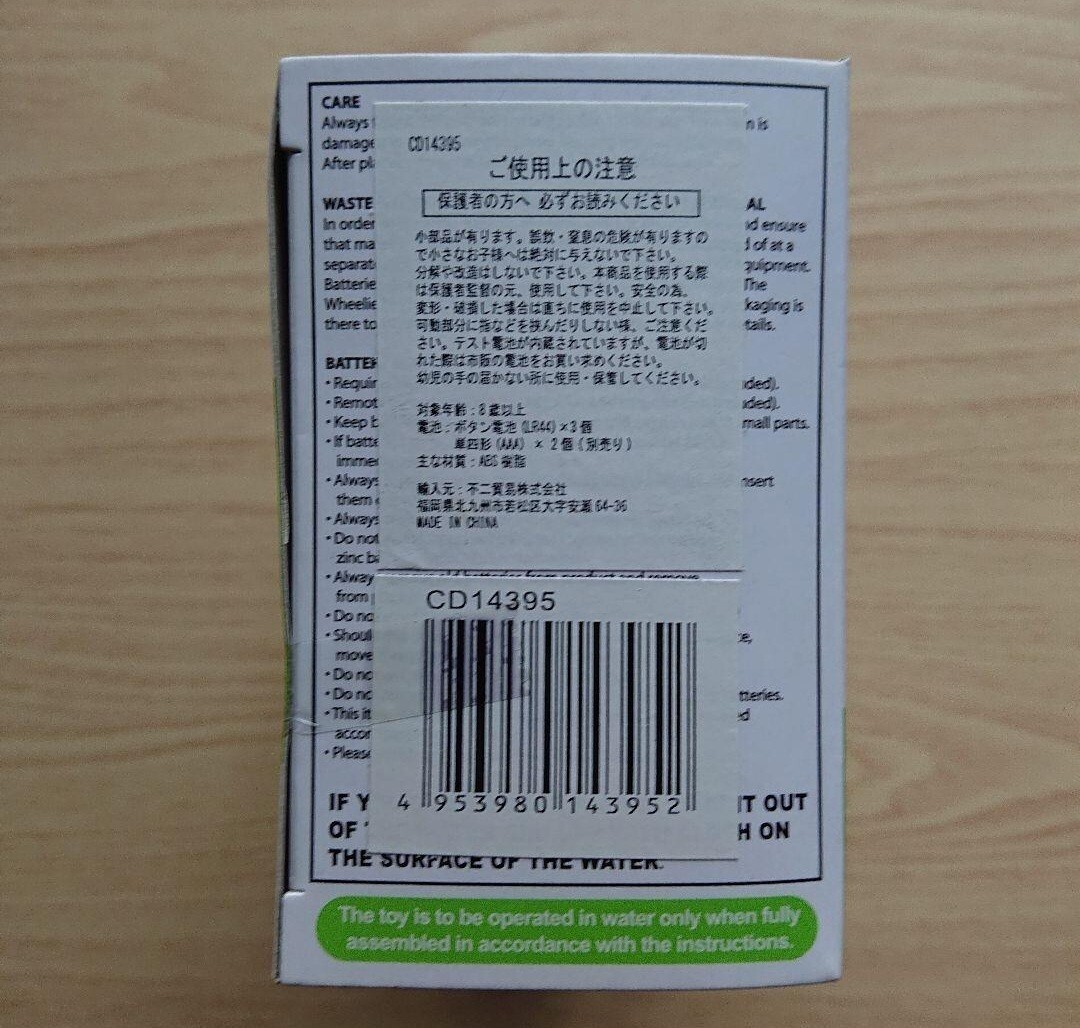 CARE
Always
damage
After
n is
CD14395
ご使用上の注意
保護者の方へ 必ずお読みください
小部品が有ります。誤飲・窒息の危険が有りますの
で小さなお子様へは絶対に与えないで下さい。
分解や改造はしないで下さい。本商品を使用する際
は保護者監督の元、使用して下さい。安全の為、
変形・破損した場合は直ちに使用を中止して下さい。
可動部分に指などを挟んだりしない様、ご注意くだ
さい。テスト電池が内蔵されていますが、電池が切
れた際は市販の電池をお買い求めください。
幼児の手の届かない所に使用・保管してください。
対象年齢:8歳以上
電池:ボタン電池(LR44)×3個
単四形(AAA) × 2個(別売り)
主な材質:ABS樹脂
輸入元:不二貿易株式会社
福岡県北九州市若松区大字安瀬64-36
MADE IN CHINA
WASTE
In order
that ma
separat
Batterie
Wheelie
there to
AL
nd ensure
d of at a
quipment.
The
kaging is
tails.
BATTER
• Requir
• Remot
• Keep b
• If batte
imme
• Always
them
• Always
• Do not
zinc b
• Alway
from
• Do no
• Shoul
move
• Do no
• Do no
• This it
accor
• Please
uded).
uded).
mall parts.
nsert
tteries.
CD14395
4 953980 143952
IF Y
IT OUT
OF
H ON
THE SURFACE OF THE WATER.
The toy is to be operated in water only when fully
assembled in accordance with the instructions.